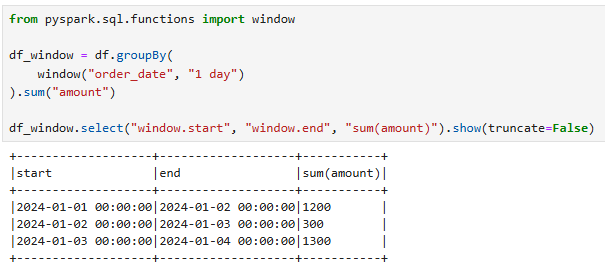 from pyspark.sql.functions import window
df_window = df.groupBy(
    window("order_date", "1 day")
).sum("amount")
df_window.select("window.start", "window.end", "sum(amount)").show(truncate=False)
+-------------------+-------------------+-----------+
|start              |end                |sum(amount)|
+-------------------+-------------------+-----------+
|2024-01-01 00:00:00|2024-01-02 00:00:00|1200       |
|2024-01-02 00:00:00|2024-01-03 00:00:00|300        |
|2024-01-03 00:00:00|2024-01-04 00:00:00|1300       |
+-------------------+-------------------+-----------+